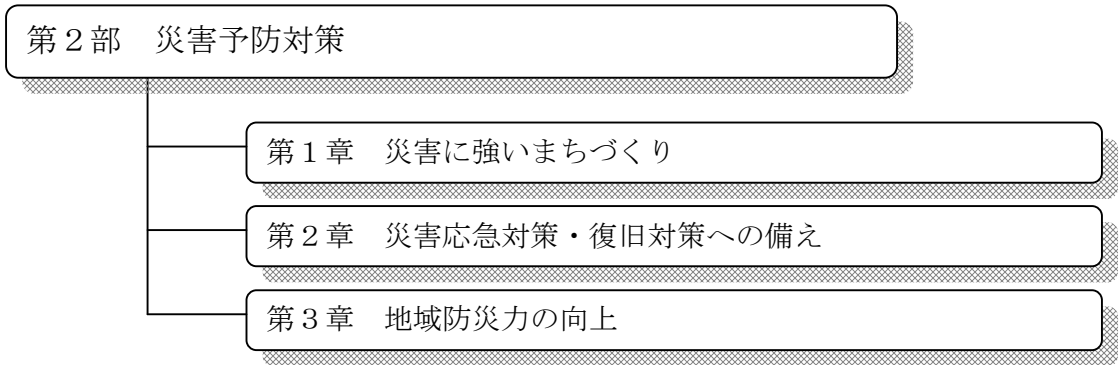 第２部　災害予防対策
第１章　災害に強いまちづくり
第２章　災害応急対策・復旧対策への備え
第３章　地域防災力の向上